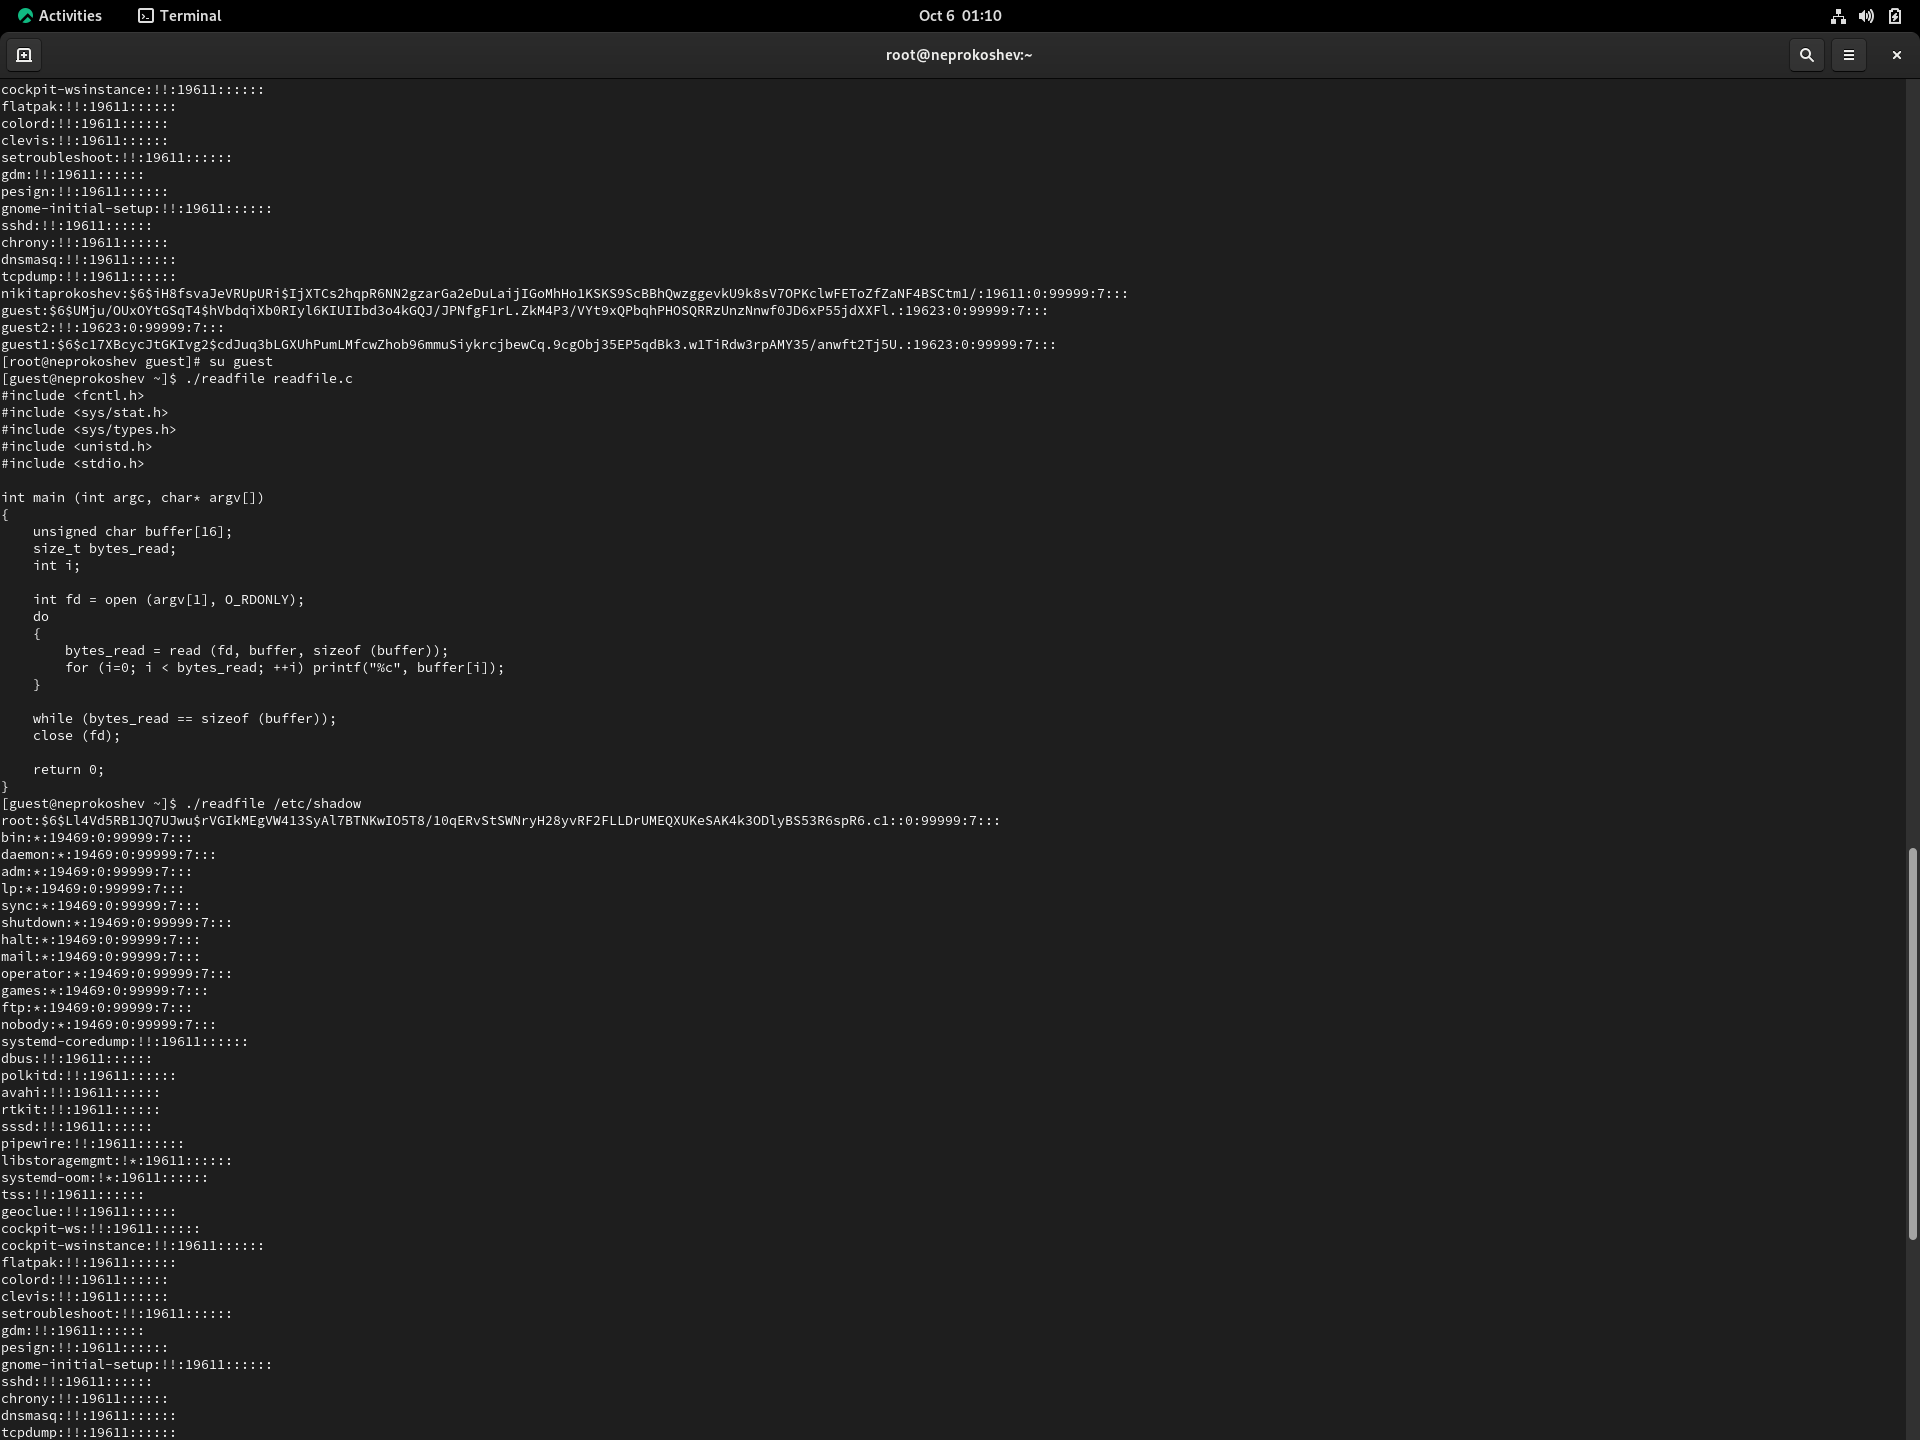 Activities
Terminal
Oct 6 01:10
root@neprokoshev:~
cockpit-wsinstance:!!:19611::::::
flatpak:!!:19611::::::
colord:!!:19611::::::
clevis:!!:19611::::::
setroubleshoot:!!:19611::::::
gdm:!!:19611::::::
pesign:!!:19611::::::
gnome-initial-setup:!!:19611::::::
sshd:!!:19611::::::
chrony:!!:19611::::::
dnsmasq:!!:19611::::::
tcpdump:!!:19611::::::
nikitaprokoshev:$6$iH8fsvaJeVRUpURi$IjXTCs2hqpR6NN2gzarGa2eDuLaijIGoMhHo1KSKS9ScBBhQwzggevkU9k8sV7OPKclwFEToZfZaNF4BSCtm1/:19611:0:99999:7:::
guest:$6$UMju/OUxOYtGSqT4$hVbdqiXb0RIyl6KIUIIbd3o4kGQJ/JPNfgF1rL.ZkM4P3/VYt9xQPbqhPHOSQRRzUnzNnwf0JD6xP55jdXXFl.:19623:0:99999:7:::
guest2:!!:19623:0:99999:7:::
guest1:$6$c17XBcycJtGKIvg2$cdJuq3bLGXUhPumLMfcwZhob96mmuSiykrcjbewCq.9cgObj35EP5qdBk3.w1TiRdw3rpAMY35/anwft2Tj5U.:19623:0:99999:7:::
[root@neprokoshev guest]# su guest
[guest@neprokoshev ~]$ ./readfile readfile.c
#include <fcntl.h>
#include <sys/stat.h>
#include <sys/types.h>
#include <unistd.h>
#include <stdio.h>
int main (int argc, char* argv[])
{
    unsigned char buffer[16];
    size_t bytes_read;
    int i;
    int fd = open (argv[1], O_RDONLY);
    do
    {
        bytes_read = read (fd, buffer, sizeof (buffer));
        for (i=0; i < bytes_read; ++i) printf("%c", buffer[i]);
    }
    while (bytes_read == sizeof (buffer));
    close (fd);
    return 0;
}
[guest@neprokoshev ~]$ ./readfile /etc/shadow
root:$6$Ll4Vd5RB1JQ7UJwu$rVGIkMEgVW413SyAl7BTNKwIO5T8/10qERvStSWNryH28yvRF2FLLDrUMEQXUKeSAK4k3ODlyBS53R6spR6.c1::0:99999:7:::
bin:*:19469:0:99999:7:::
daemon:*:19469:0:99999:7:::
adm:*:19469:0:99999:7:::
lp:*:19469:0:99999:7:::
sync:*:19469:0:99999:7:::
shutdown:*:19469:0:99999:7:::
halt:*:19469:0:99999:7:::
mail:*:19469:0:99999:7:::
operator:*:19469:0:99999:7:::
games:*:19469:0:99999:7:::
ftp:*:19469:0:99999:7:::
nobody:*:19469:0:99999:7:::
systemd-coredump:!!:19611::::::
dbus:!!:19611::::::
polkitd:!!:19611::::::
avahi:!!:19611::::::
rtkit:!!:19611::::::
sssd:!!:19611::::::
pipewire:!!:19611::::::
libstoragemgmt:!*:19611::::::
systemd-oom:!*:19611::::::
tss:!!:19611::::::
geoclue:!!:19611::::::
cockpit-ws:!!:19611::::::
cockpit-wsinstance:!!:19611::::::
flatpak:!!:19611::::::
colord:!!:19611::::::
clevis:!!:19611::::::
setroubleshoot:!!:19611::::::
gdm:!!:19611::::::
pesign:!!:19611::::::
gnome-initial-setup:!!:19611::::::
sshd:!!:19611::::::
chrony:!!:19611::::::
dnsmasq:!!:19611::::::
tcpdump:!!:19611::::::